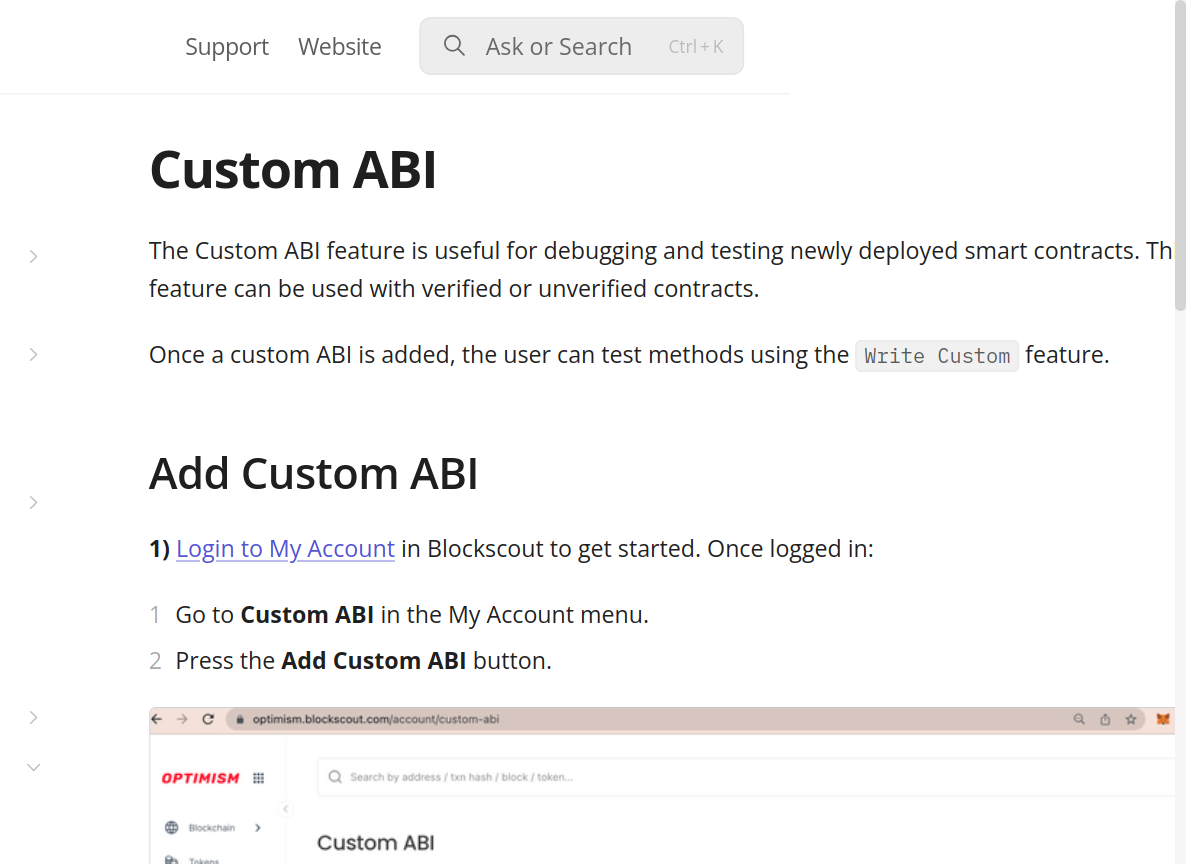 Support Website Ask or Search Ctrl + K
Custom ABI
The Custom ABI feature is useful for debugging and testing newly deployed smart contracts.
feature can be used with verified or unverified contracts.
Once a custom ABI is added, the user can test methods using the Write Custom feature.
Add Custom ABI
1) Login to My Account in Blockscout to get started. Once logged in:
1 Go to Custom ABI in the My Account menu.
2 Press the Add Custom ABI button.
optimism.blockscout.com/account/custom-abi
OPTIMISM
Search by address / txn hash / block / token...
Blockchain
Custom ABI
Tokens